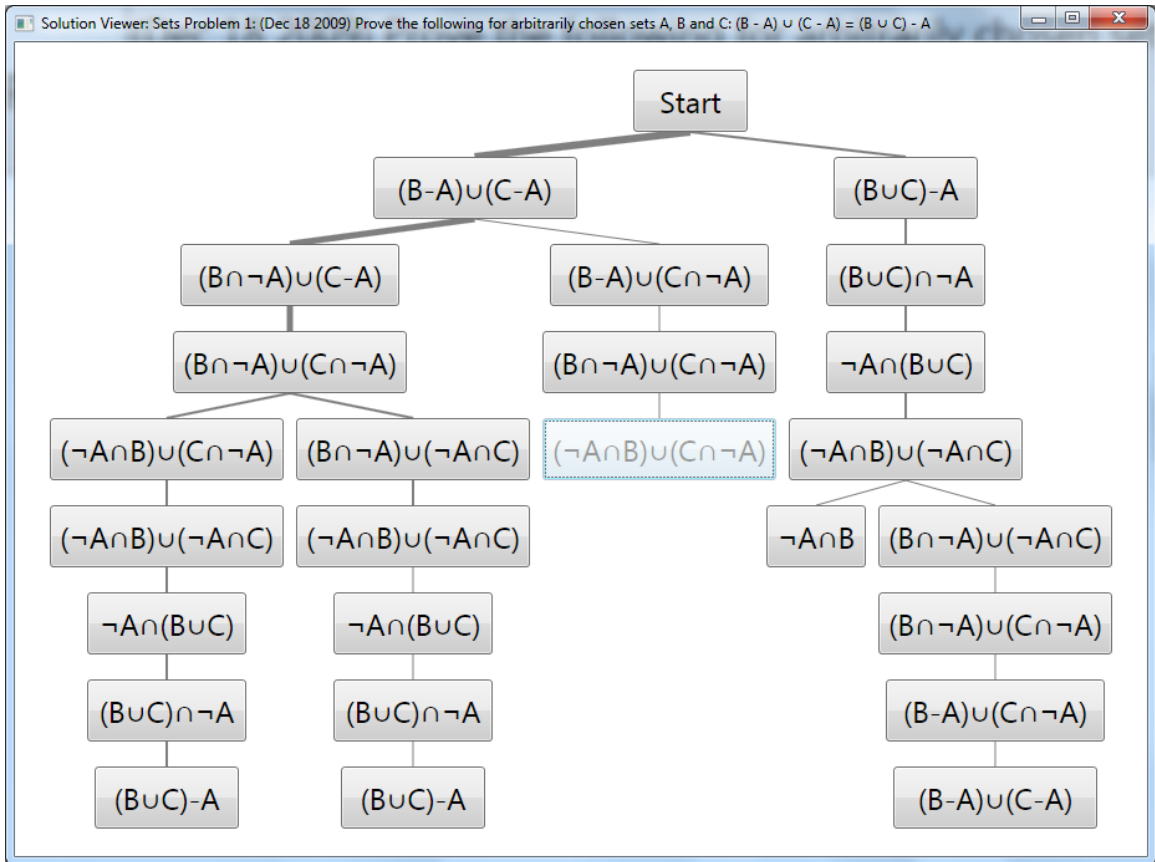 Solution Viewer: Sets Problem 1: (Dec 18 2009) Prove the following for arbitrarily chosen sets A, B and C: (B - A) ∪ (C - A) = (B ∪ C) - A
Start
(B-A)∪(C-A)
(B∪C)-A
(B∩¬A)∪(C-A)
(B-A)∪(C∩¬A)
(B∪C)∩¬A
(B∩¬A)∪(C∩¬A)
(B∩¬A)∪(C∩¬A)
¬A∩(B∪C)
(¬A∩B)∪(C∩¬A)
(B∩¬A)∪(¬A∩C)
(¬A∩B)∪(C∩¬A)
(¬A∩B)∪(¬A∩C)
(¬A∩B)∪(¬A∩C)
(¬A∩B)∪(¬A∩C)
¬A∩B
(B∩¬A)∪(¬A∩C)
¬A∩(B∪C)
¬A∩(B∪C)
(B∩¬A)∪(C∩¬A)
(B∪C)∩¬A
(B∪C)∩¬A
(B-A)∪(C∩¬A)
(B∪C)-A
(B∪C)-A
(B-A)∪(C-A)